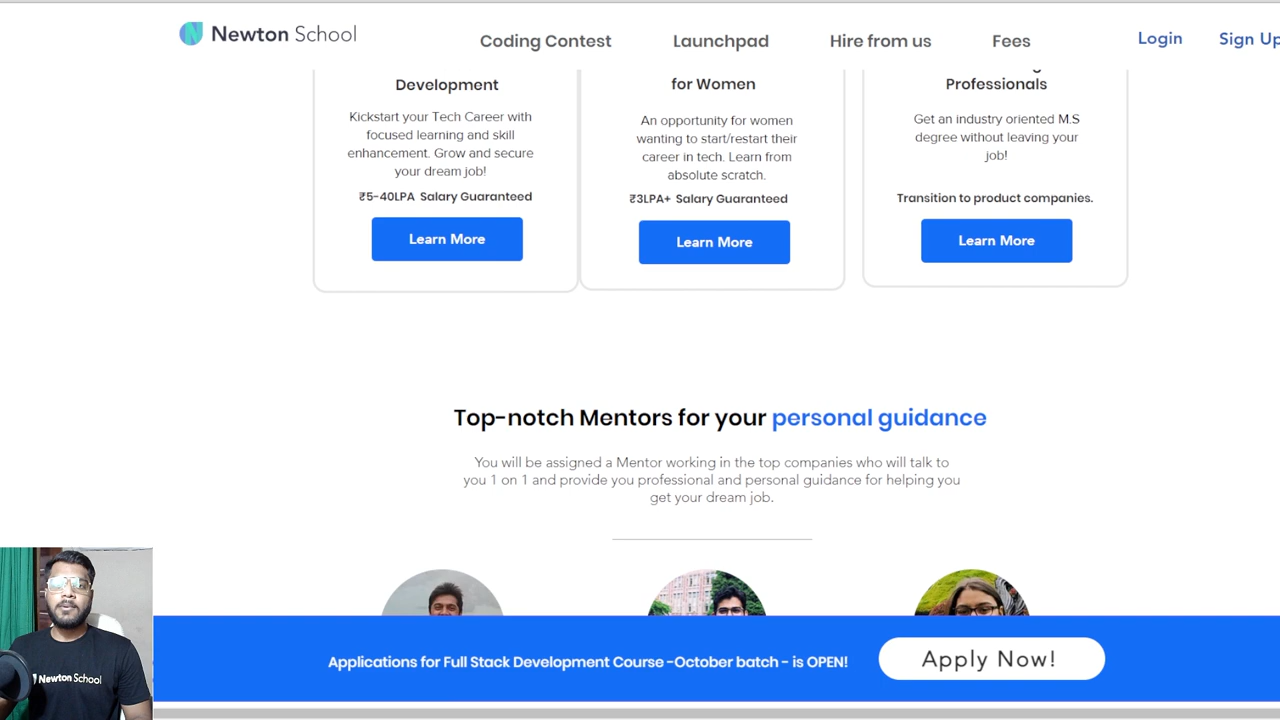 Newton School
Coding Contest
Launchpad
Hire from us
Fees
Login
Sign Up
Development
Kickstart your Tech Career with
focused learning and skill
enhancement. Grow and secure
your dream job!
₹5-40LPA Salary Guaranteed
Learn More
for Women
An opportunity for women
wanting to start/restart their
career in tech. Learn from
absolute scratch.
₹3LPA+ Salary Guaranteed
Learn More
Professionals
Get an industry oriented M.S
degree without leaving your
job!
Transition to product companies.
Learn More
Top-notch Mentors for your personal guidance
You will be assigned a Mentor working in the top companies who will talk to
you 1 on 1 and provide you professional and personal guidance for helping you
get your dream job.
Applications for Full Stack Development Course -October batch - is OPEN!
Apply Now!
Newton School